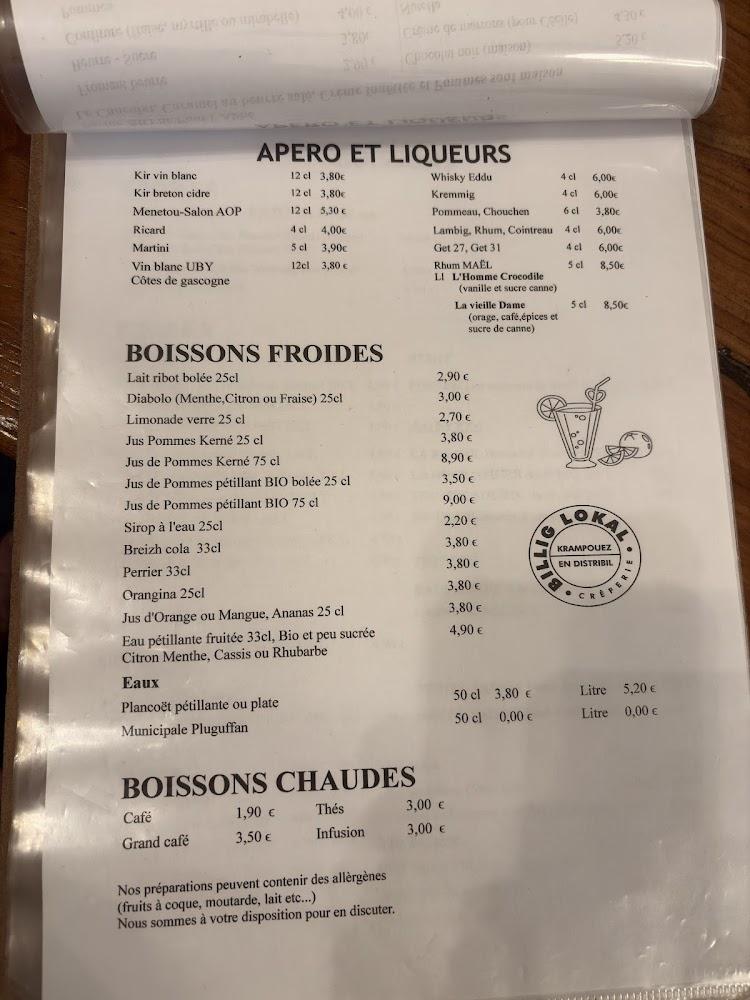 APERO ET LIQUEURS
Kir vin blanc 12 cl 3,80€
Kir breton cidre 12 cl 3,80€
Menetou-Salon AOP 12 cl 5,30 €
Ricard 4 cl 4,00€
Martini 5 cl 3,90€
Vin blanc UBY 12cl 3,80 €
Côtes de gascogne
Whisky Eddu 4 cl 6,00€
Kremmig 4 cl 6,00€
Pommeau, Chouchen 6 cl 3,80€
Lambig, Rhum, Cointreau 4 cl 6,00€
Get 27, Get 31 4 cl 6,00€
Rhum MAËL 5 cl 8,50€
L1 L'Homme Crocodile
(vanille et sucre canne)
La vieille Dame 5 cl 8,50€
(orage, café,épices et
sucre de canne)
BOISSONS FROIDES
Lait ribot bolée 25cl 2,90 €
Diabolo (Menthe,Citron ou Fraise) 25cl 3,00 €
Limonade verre 25 cl 2,70 €
Jus Pommes Kerné 25 cl 3,80 €
Jus de Pommes Kerné 75 cl 8,90 €
Jus de Pommes pétillant BIO bolée 25 cl 3,50 €
Jus de Pommes pétillant BIO 75 cl 9,00 €
Sirop à l'eau 25cl 2,20 €
Breizh cola 33cl 3,80 €
Perrier 33cl 3,80 €
Orangina 25cl 3,80 €
Jus d'Orange ou Mangue, Ananas 25 cl 3,80 €
Eau pétillante fruitée 33cl, Bio et peu sucrée 4,90 €
Citron Menthe, Cassis ou Rhubarbe
BILLIG LOKAL
KRAMPOUEZ
EN DISTRIBIL
• CRÊPERIE •
Eaux
Plancoët pétillante ou plate 50 cl 3,80 € Litre 5,20 €
Municipale Pluguffan 50 cl 0,00 € Litre 0,00 €
BOISSONS CHAUDES
Café 1,90 € Thés 3,00 €
Grand café 3,50 € Infusion 3,00 €
Nos préparations peuvent contenir des allèrgènes
(fruits à coque, moutarde, lait etc...)
Nous sommes à votre disposition pour en discuter.